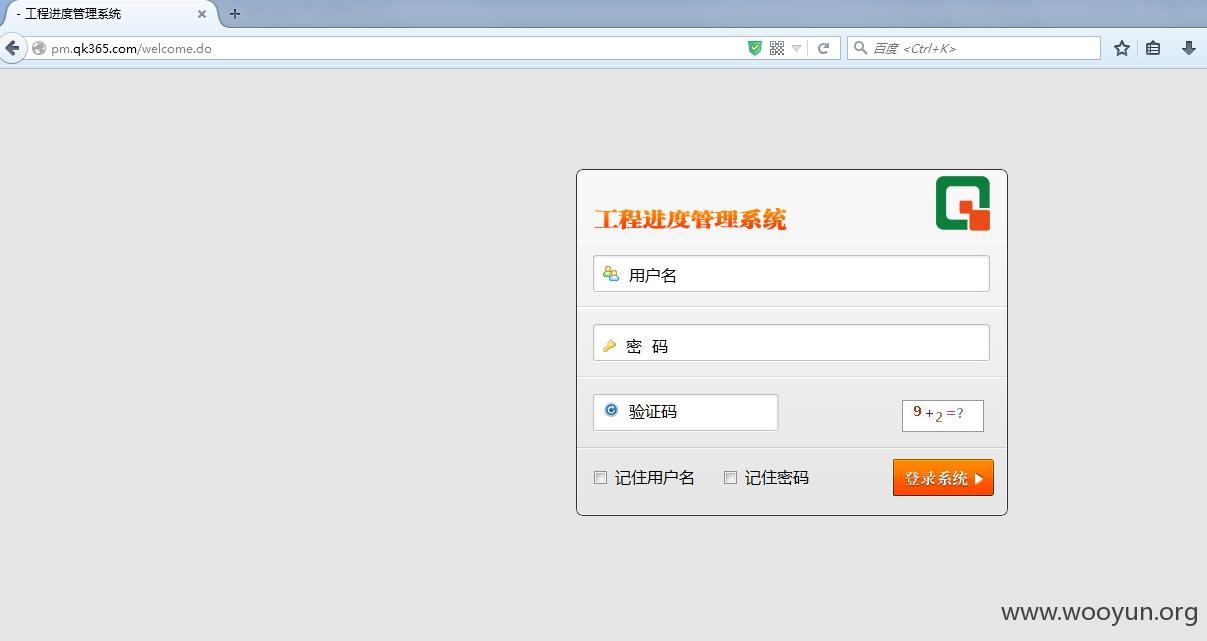 - 工程进度管理系统
pm.qk365.com/welcome.do
百度 <Ctrl+K>
工程进度管理系统
用户名
密 码
验证码
9+2=?
记住用户名
记住密码
登录系统
www.wooyun.org